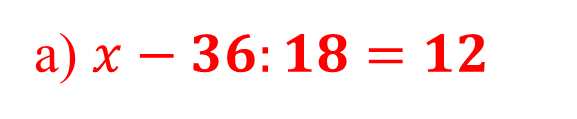 a) x − 36: 18 = 12